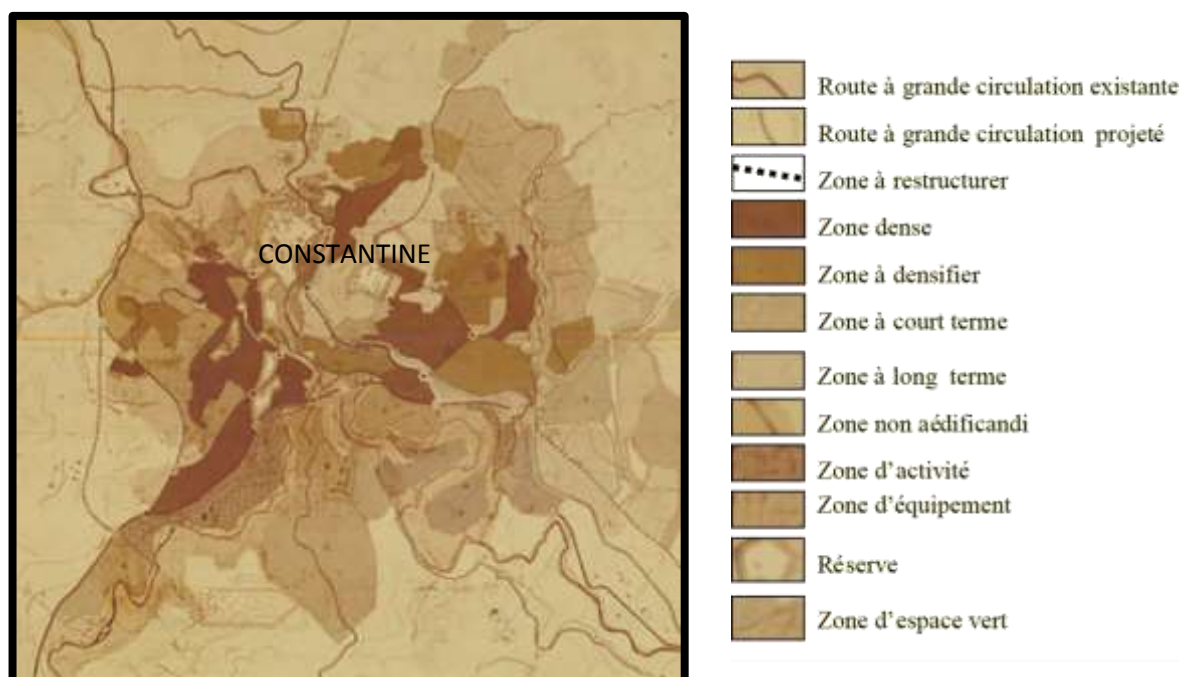 CONSTANTINE
Route à grande circulation existante
Route à grande circulation projeté
Zone à restructurer
Zone dense
Zone à densifier
Zone à court terme
Zone à long terme
Zone non aédificandi
Zone d'activité
Zone d'équipement
Réserve
Zone d'espace vert